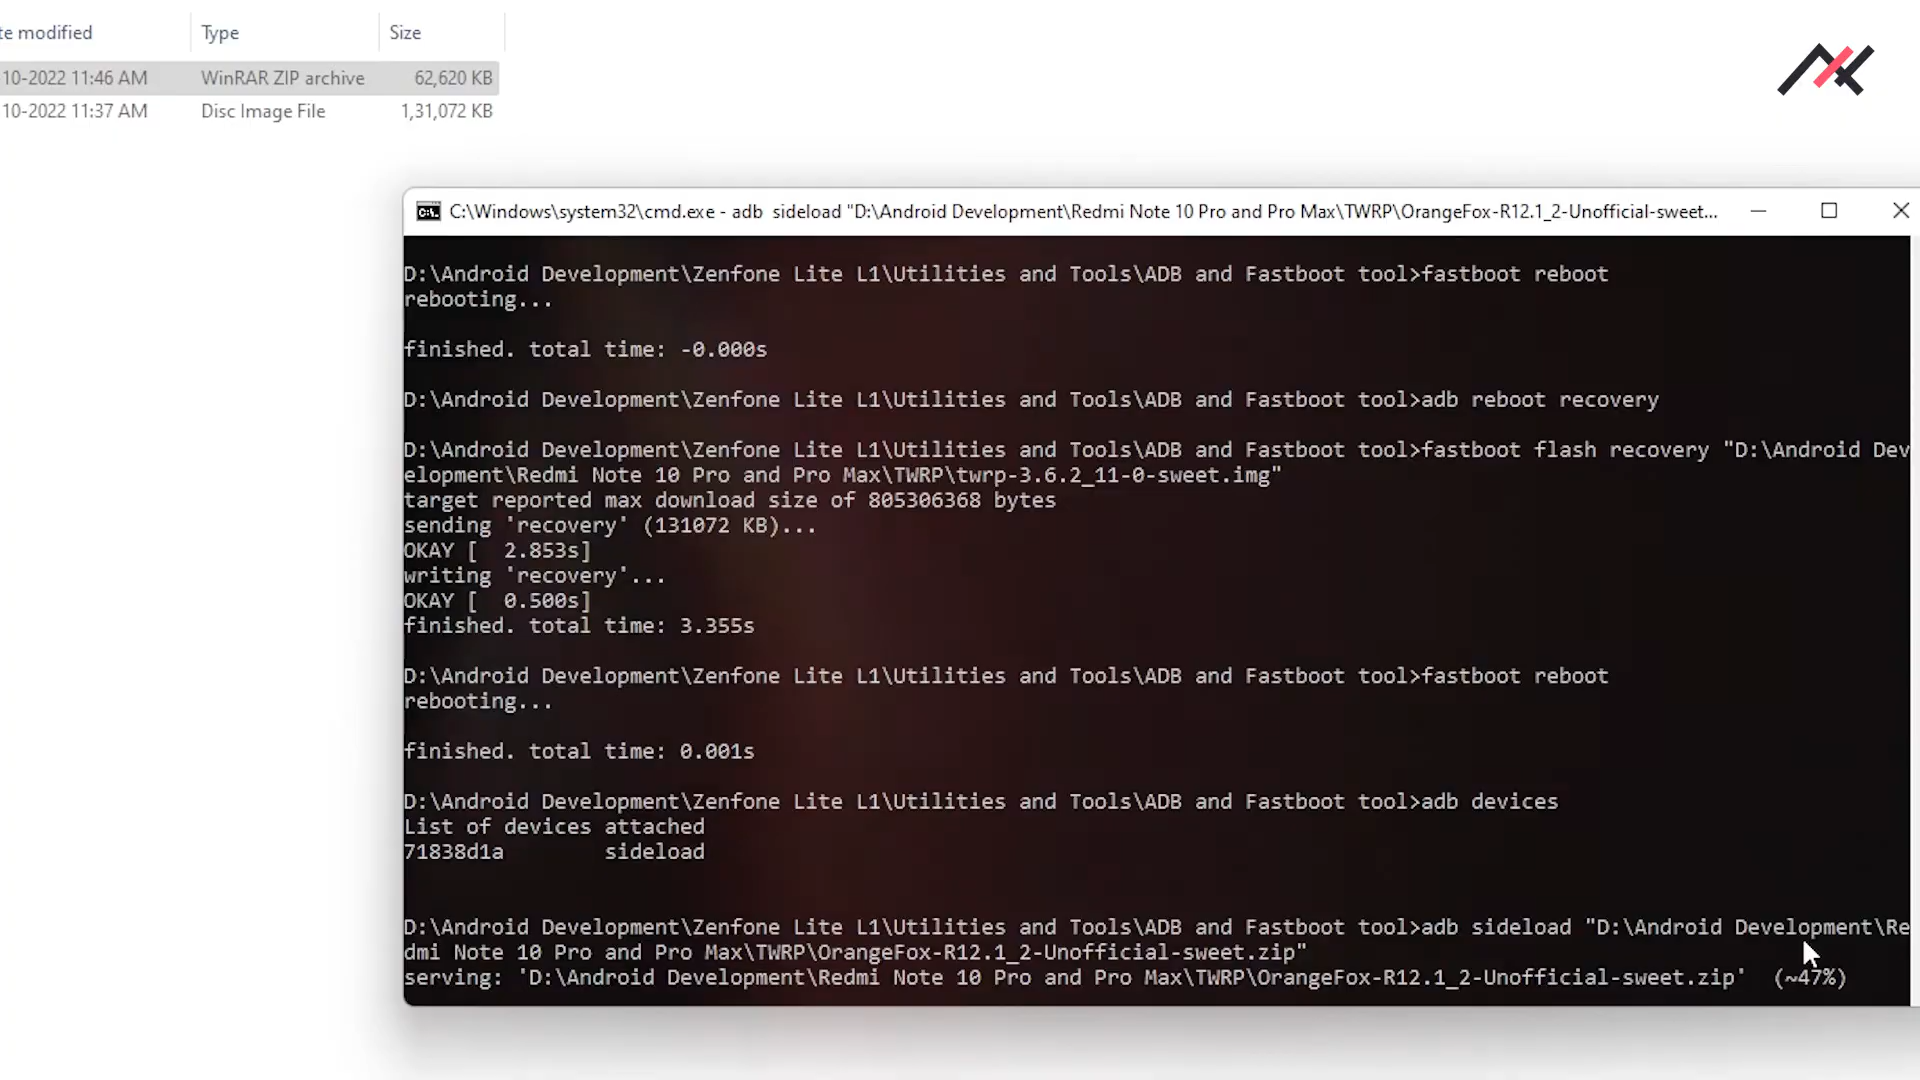 te modified Type Size
10-2022 11:46 AM WinRAR ZIP archive 62,620 KB
10-2022 11:37 AM Disc Image File 1,31,072 KB
C:\Windows\system32\cmd.exe - adb  sideload "D:\Android Development\Redmi Note 10 Pro and Pro Max\TWRP\OrangeFox-R12.1_2-Unofficial-sweet...
D:\Android Development\Zenfone Lite L1\Utilities and Tools\ADB and Fastboot tool>fastboot reboot
rebooting...
finished. total time: -0.000s
D:\Android Development\Zenfone Lite L1\Utilities and Tools\ADB and Fastboot tool>adb reboot recovery
D:\Android Development\Zenfone Lite L1\Utilities and Tools\ADB and Fastboot tool>fastboot flash recovery "D:\Android Dev
elopment\Redmi Note 10 Pro and Pro Max\TWRP\twrp-3.6.2_11-0-sweet.img"
target reported max download size of 805306368 bytes
sending 'recovery' (131072 KB)...
OKAY [  2.853s]
writing 'recovery'...
OKAY [  0.500s]
finished. total time: 3.355s
D:\Android Development\Zenfone Lite L1\Utilities and Tools\ADB and Fastboot tool>fastboot reboot
rebooting...
finished. total time: 0.001s
D:\Android Development\Zenfone Lite L1\Utilities and Tools\ADB and Fastboot tool>adb devices
List of devices attached
71838d1a        sideload
D:\Android Development\Zenfone Lite L1\Utilities and Tools\ADB and Fastboot tool>adb sideload "D:\Android Development\Re
dmi Note 10 Pro and Pro Max\TWRP\OrangeFox-R12.1_2-Unofficial-sweet.zip"
serving: 'D:\Android Development\Redmi Note 10 Pro and Pro Max\TWRP\OrangeFox-R12.1_2-Unofficial-sweet.zip'  (~47%)